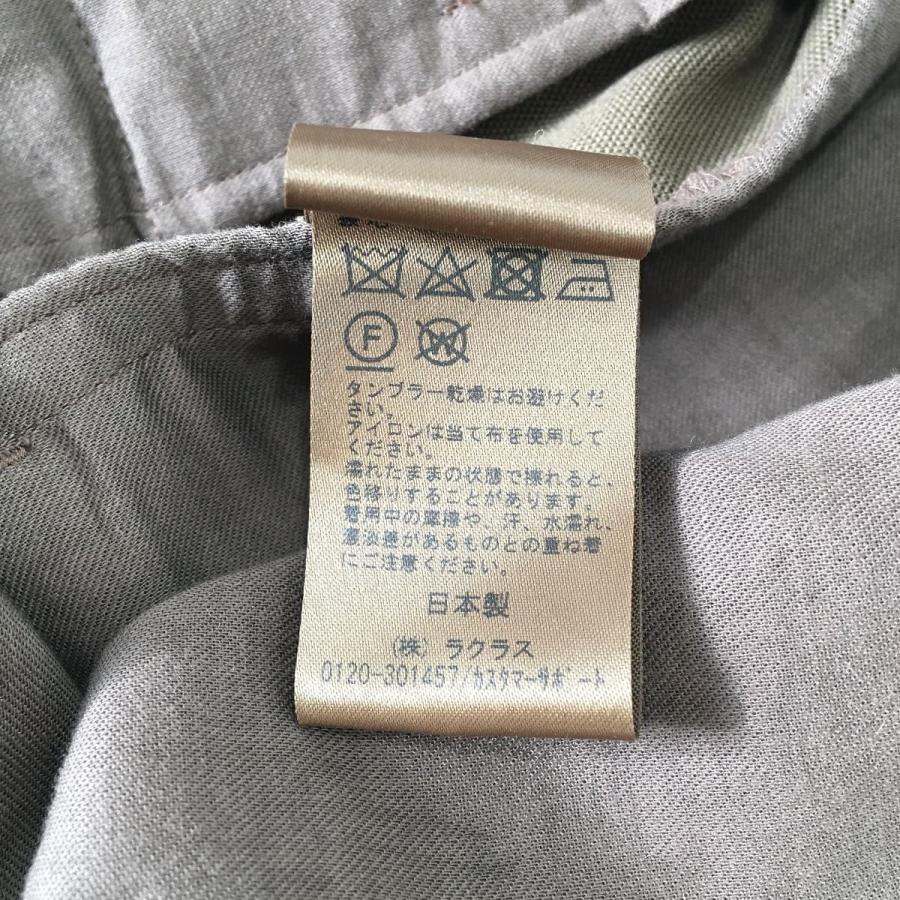 F
W
タンブラー乾燥はお避けくだ
さい。
アイロンは当て布を使用して
ください。
濡れたままの状態で擦れると、
色移りすることがあります。
着用中の摩擦や、汗、水濡れ、
濃淡差があるものとの重ね着
にご注意ください。
日本製
(株)ラクラス
0120-301457/カスタマーサポート